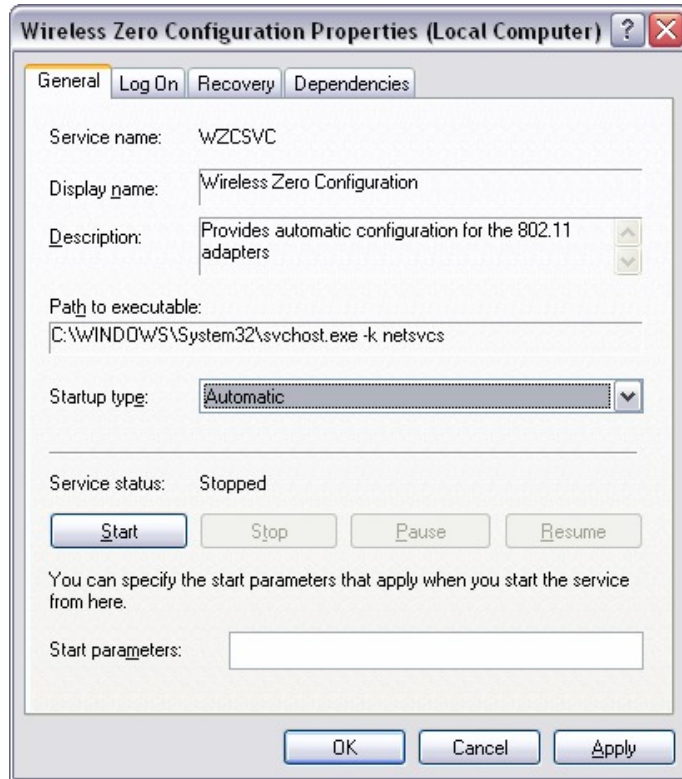 Wireless Zero Configuration Properties (Local Computer)
General Log On Recovery Dependencies
Service name: WZCSVC
Display name: Wireless Zero Configuration
Description: Provides automatic configuration for the 802.11
adapters
Path to executable:
C:\WINDOWS\System32\svchost.exe -k netsvcs
Startup type: Automatic
Service status: Stopped
Start Stop Pause Resume
You can specify the start parameters that apply when you start the service
from here.
Start parameters:
OK Cancel Apply